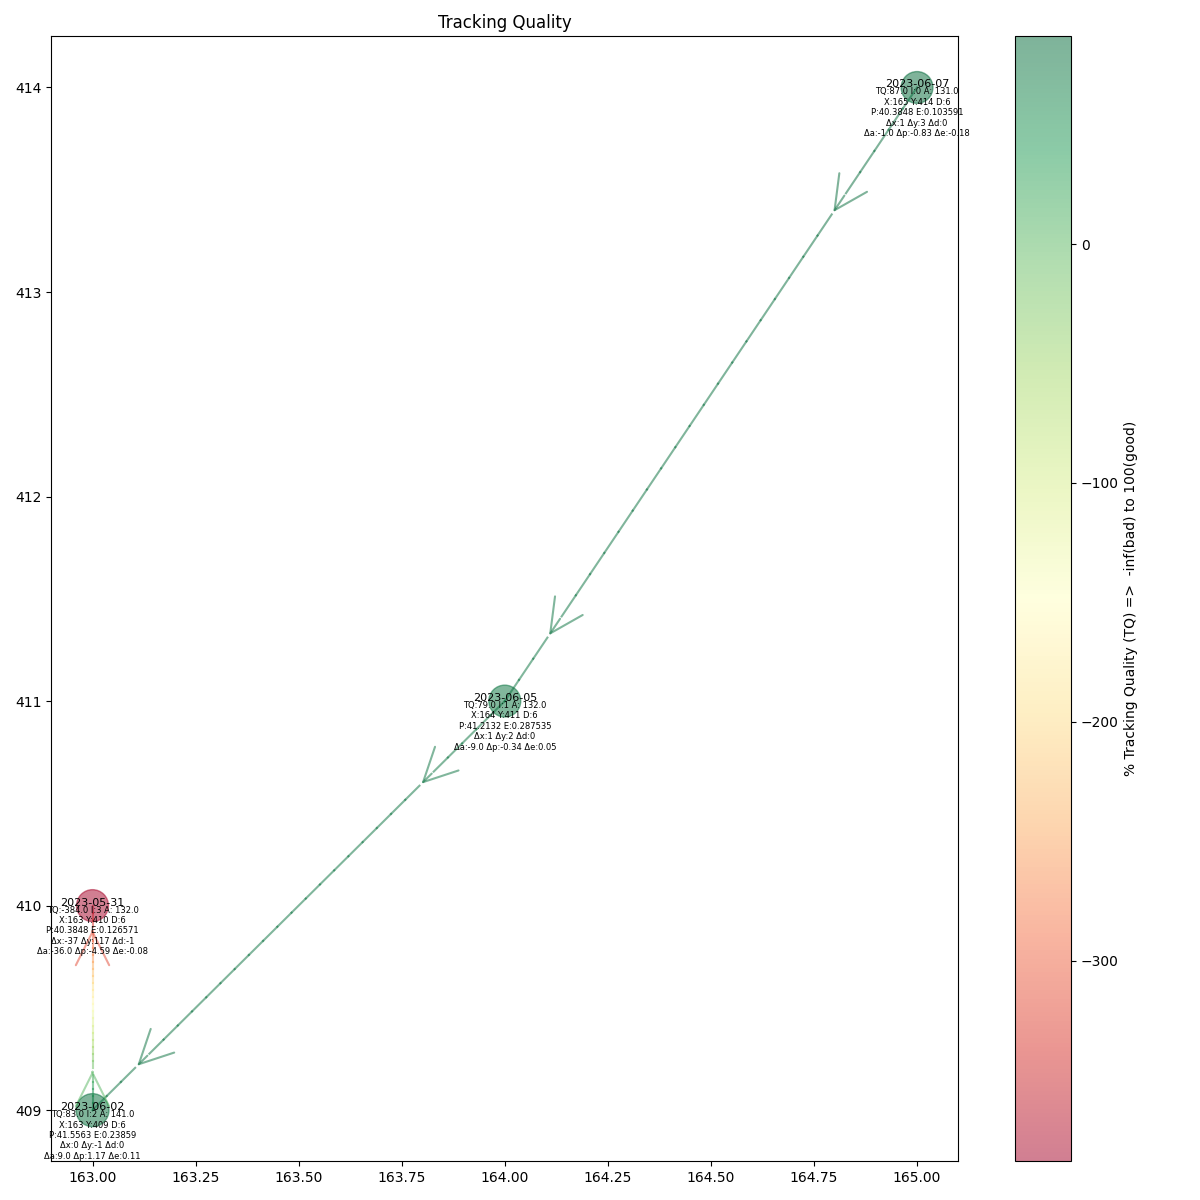 Tracking Quality
414
413
412
411
410
409
2023-06-07
TQ:87.0 I:0 A: 131.0
X:165 Y:414 D:6
P:40.3848 E:0.103591
Δx:1 Δy:3 Δd:0
Δa:-1.0 Δp:-0.83 Δe:-0.18
2023-06-05
TQ:79.0 I:1 A: 132.0
X:164 Y:411 D:6
P:41.2132 E:0.287535
Δx:1 Δy:2 Δd:0
Δa:-9.0 Δp:-0.34 Δe:0.05
2023-05-31
TQ:-384.0 I:3 A: 132.0
X:163 Y:410 D:6
P:40.3848 E:0.126571
Δx:-37 Δy:117 Δd:-1
Δa:-36.0 Δp:-4.59 Δe:-0.08
2023-06-02
TQ:83.0 I:2 A: 141.0
X:163 Y:409 D:6
P:41.5563 E:0.23859
Δx:0 Δy:-1 Δd:0
Δa:9.0 Δp:1.17 Δe:0.11
163.00 163.25 163.50 163.75 164.00 164.25 164.50 164.75 165.00
0
−100
−200
−300
% Tracking Quality (TQ) =>  -inf(bad) to 100(good)